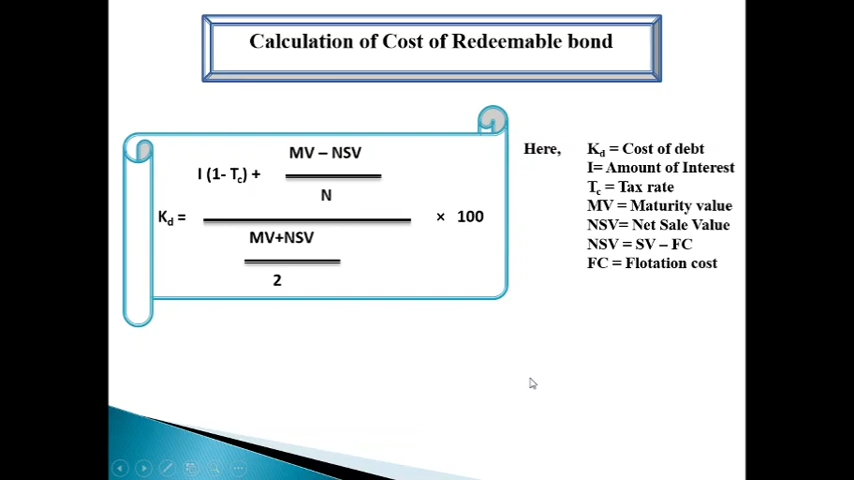 Calculation of Cost of Redeemable bond
MV – NSV
I (1- Tc) +
N
Kd =
× 100
MV+NSV
2
Here,
Kd = Cost of debt
I= Amount of Interest
Tc = Tax rate
MV = Maturity value
NSV= Net Sale Value
NSV = SV – FC
FC = Flotation cost